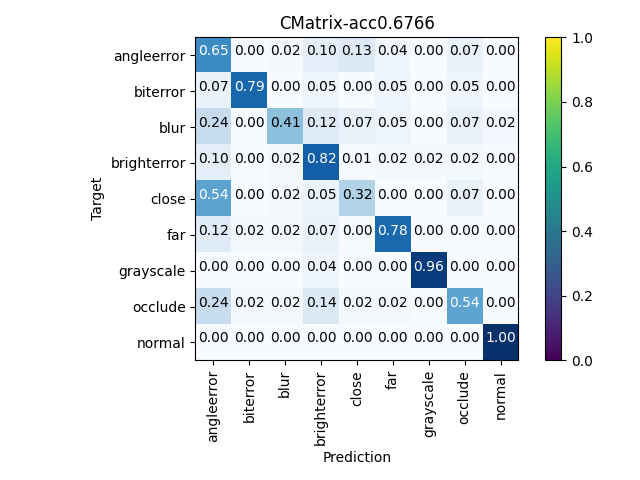 CMatrix-acc0.6766
angleerror 0.65 0.00 0.02 0.10 0.13 0.04 0.00 0.07 0.00
biterror 0.07 0.79 0.00 0.05 0.00 0.05 0.00 0.05 0.00
blur 0.24 0.00 0.41 0.12 0.07 0.05 0.00 0.07 0.02
brighterror 0.10 0.00 0.02 0.82 0.01 0.02 0.02 0.02 0.00
close 0.54 0.00 0.02 0.05 0.32 0.00 0.00 0.07 0.00
far 0.12 0.02 0.02 0.07 0.00 0.78 0.00 0.00 0.00
grayscale 0.00 0.00 0.00 0.04 0.00 0.00 0.96 0.00 0.00
occlude 0.24 0.02 0.02 0.14 0.02 0.02 0.00 0.54 0.00
normal 0.00 0.00 0.00 0.00 0.00 0.00 0.00 0.00 1.00
Target
angleerror
biterror
blur
brighterror
close
far
grayscale
occlude
normal
Prediction
1.0
0.8
0.6
0.4
0.2
0.0